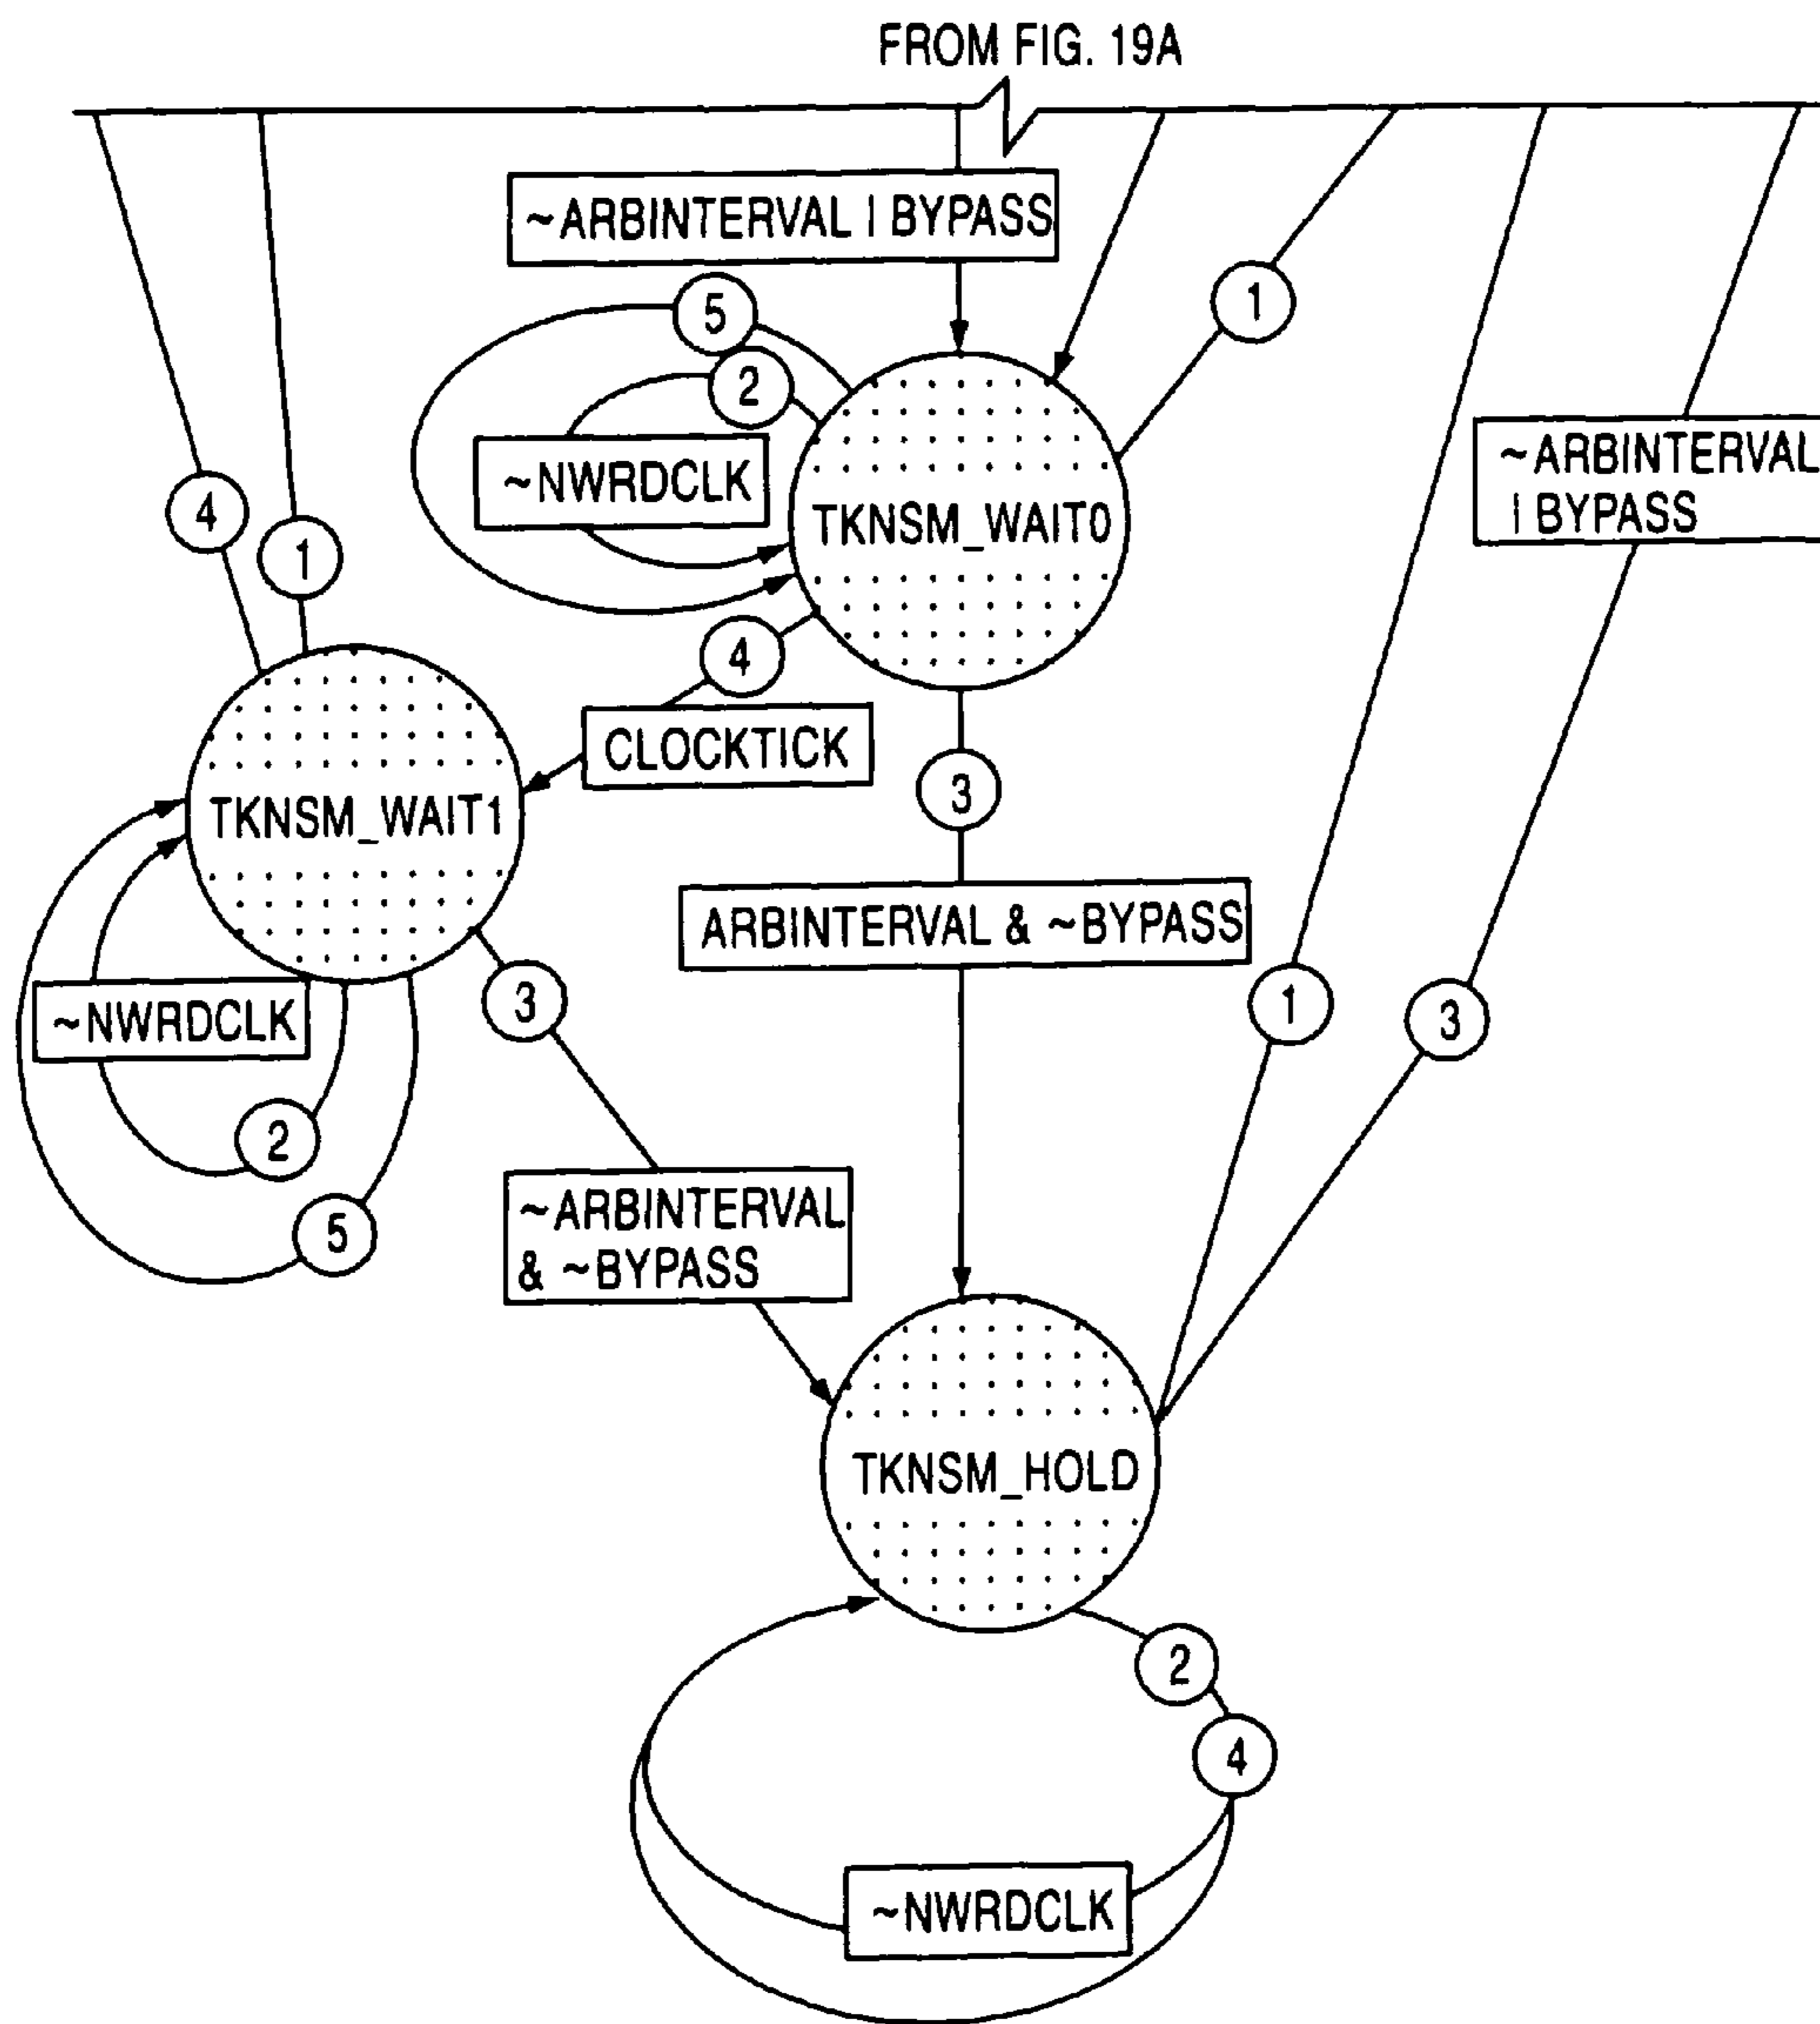 FROM FIG. 19A
~ARBINTERVAL | BYPASS
5
1
2
~ARBINTERVAL
| BYPASS
~NWRDCLK
4
TKNSM_WAIT0
1
4
CLOCKTICK
3
TKNSM_WAIT1
ARBINTERVAL & ~BYPASS
3
1
3
~NWRDCLK
2
~ARBINTERVAL
& ~BYPASS
5
TKNSM_HOLD
2
4
~NWRDCLK